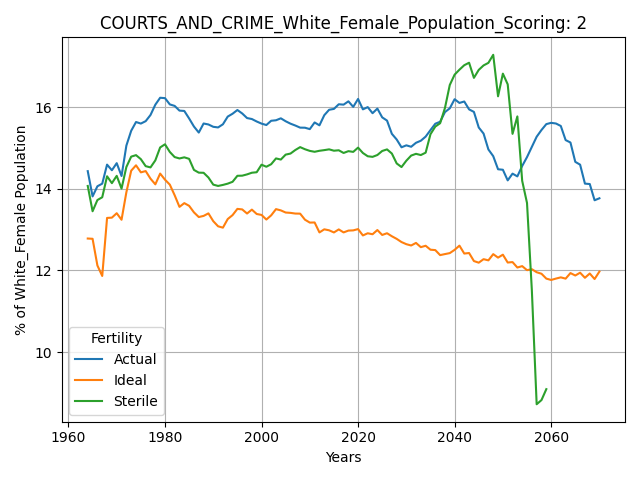 COURTS_AND_CRIME_White_Female_Population_Scoring: 2
% of White_Female Population
16
14
12
10
Fertility
Actual
Ideal
Sterile
1960
1980
2000
2020
2040
2060
Years